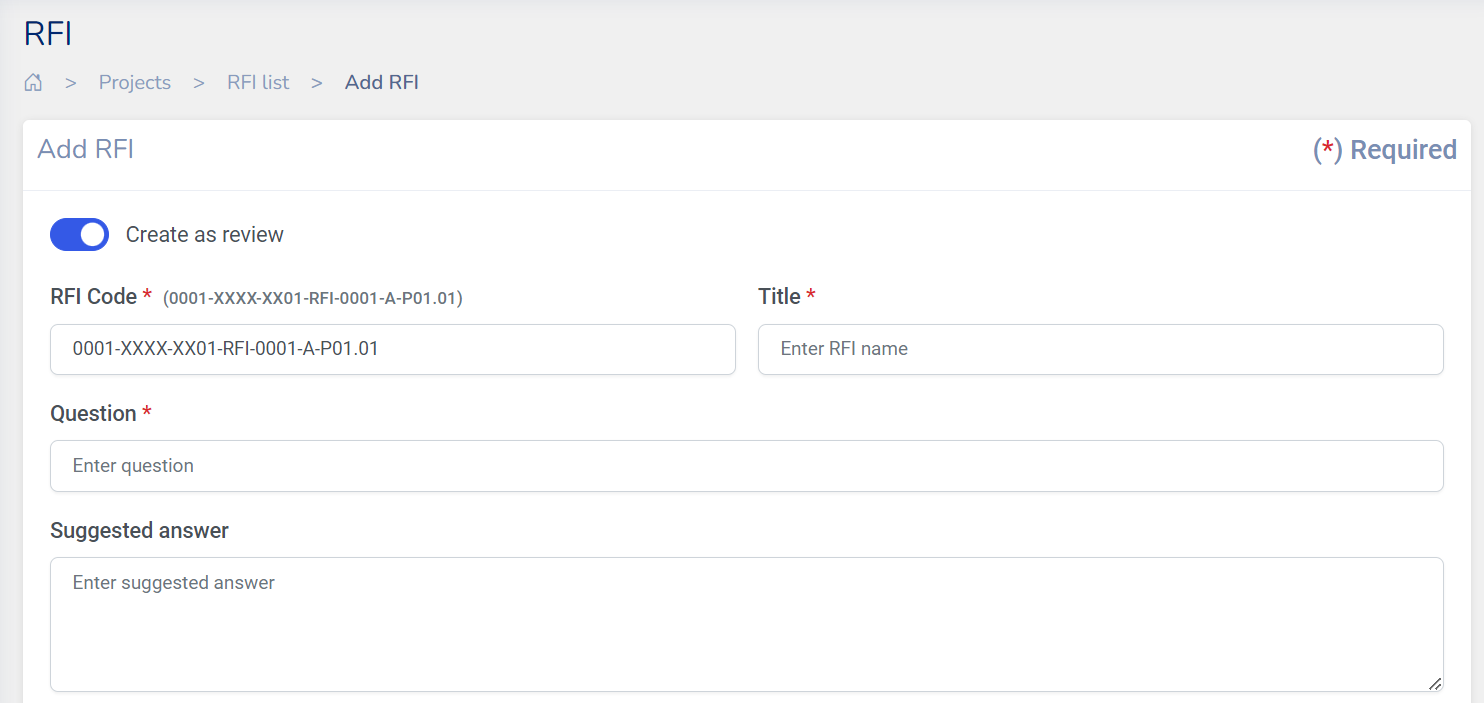 RFI
> Projects > RFI list > Add RFI
Add RFI (*) Required
Create as review
RFI Code * (0001-XXXX-XX01-RFI-0001-A-P01.01) Title *
0001-XXXX-XX01-RFI-0001-A-P01.01 Enter RFI name
Question *
Enter question
Suggested answer
Enter suggested answer